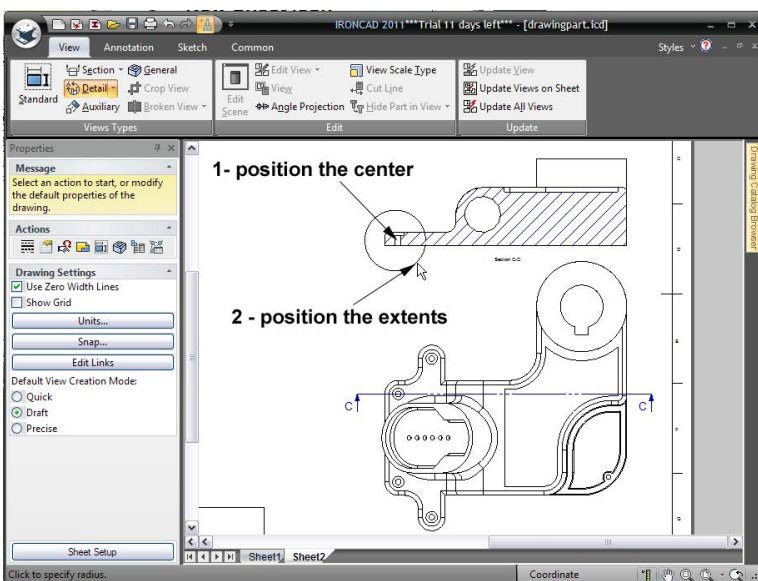 IRONCAD 2011***Trial 11 days left*** - [drawingpart.icd]
View Annotation Sketch Common Styles
Standard
Section
General
Detail
Crop View
Auxiliary
Broken View
Views Types
Edit Scene
Edit View
View Scale Type
View
Cut Line
Angle Projection
Hide Part in View
Edit
Update View
Update Views on Sheet
Update All Views
Update
Properties
Message
Select an action to start, or modify
the default properties of the
drawing.
Actions
Drawing Settings
Use Zero Width Lines
Show Grid
Units...
Snap...
Edit Links
Default View Creation Mode:
Quick
Draft
Precise
Sheet Setup
1- position the center
Section C-C
2 - position the extents
C C
Drawing Catalog Browser
Sheet1 Sheet2
Click to specify radius.
Coordinate